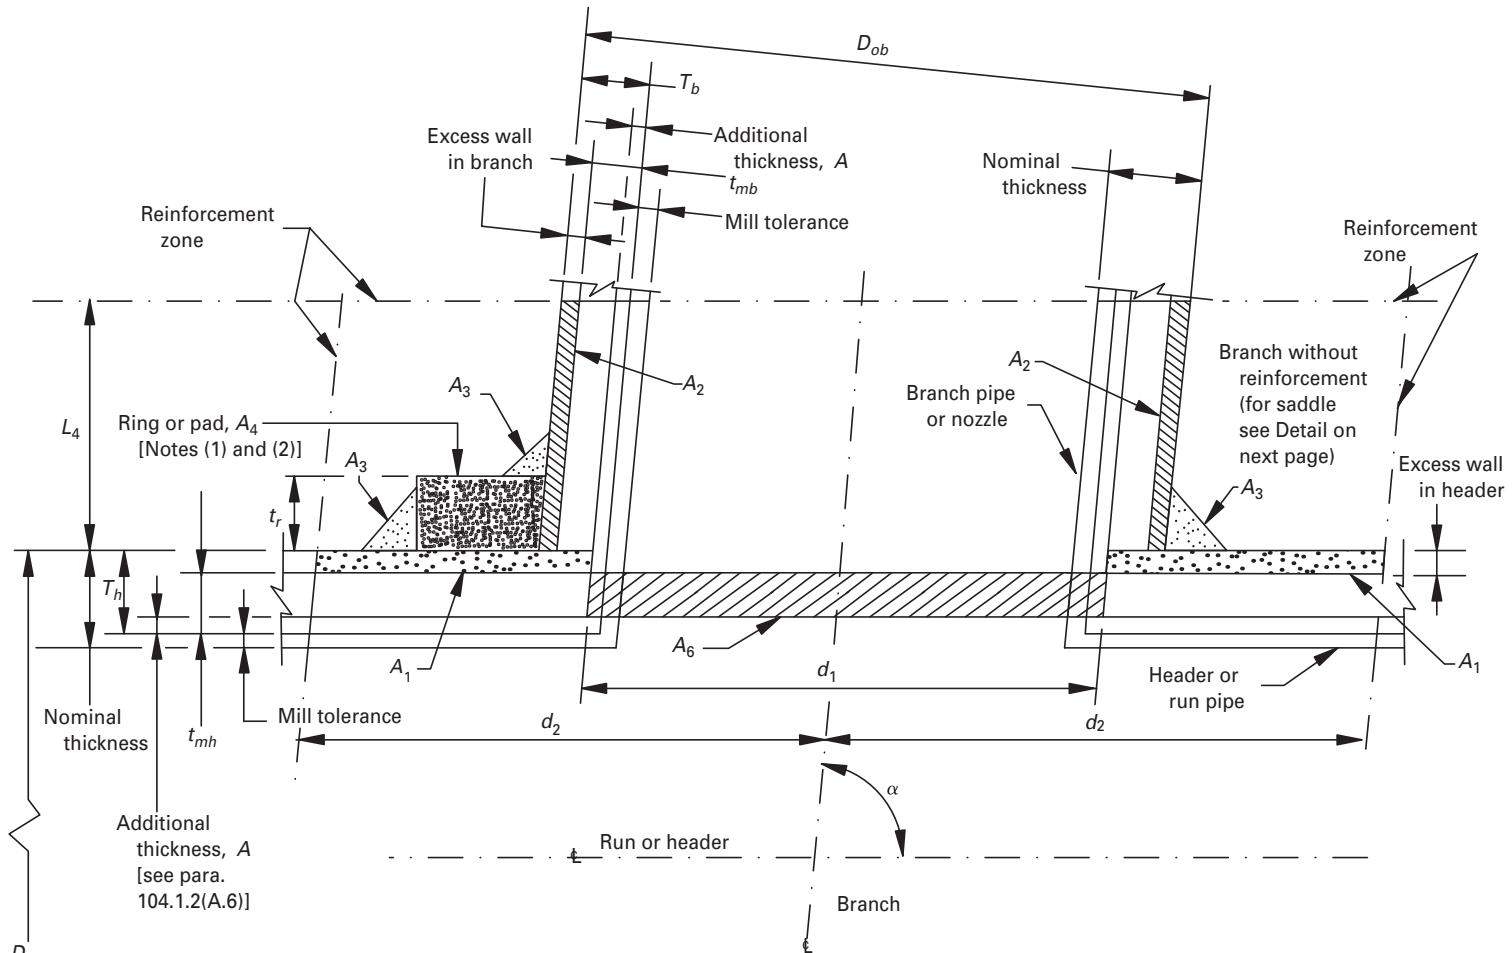 D_ob
T_b
Excess wall
in branch
Additional
thickness, A
t_mb
Mill tolerance
Nominal
thickness
Reinforcement
zone
Reinforcement
zone
L_4
Ring or pad, A_4
[Notes (1) and (2)]
A_3
A_3
A_2
A_2
Branch pipe
or nozzle
Branch without
reinforcement
(for saddle
see Detail on
next page)
A_3
Excess wall
in header
t_r
T_h
A_1
A_6
A_1
Header or
run pipe
d_1
Nominal
thickness
t_mh
Mill tolerance
d_2
d_2
α
Additional
thickness, A
[see para.
104.1.2(A.6)]
℄
Run or header
Branch
℄